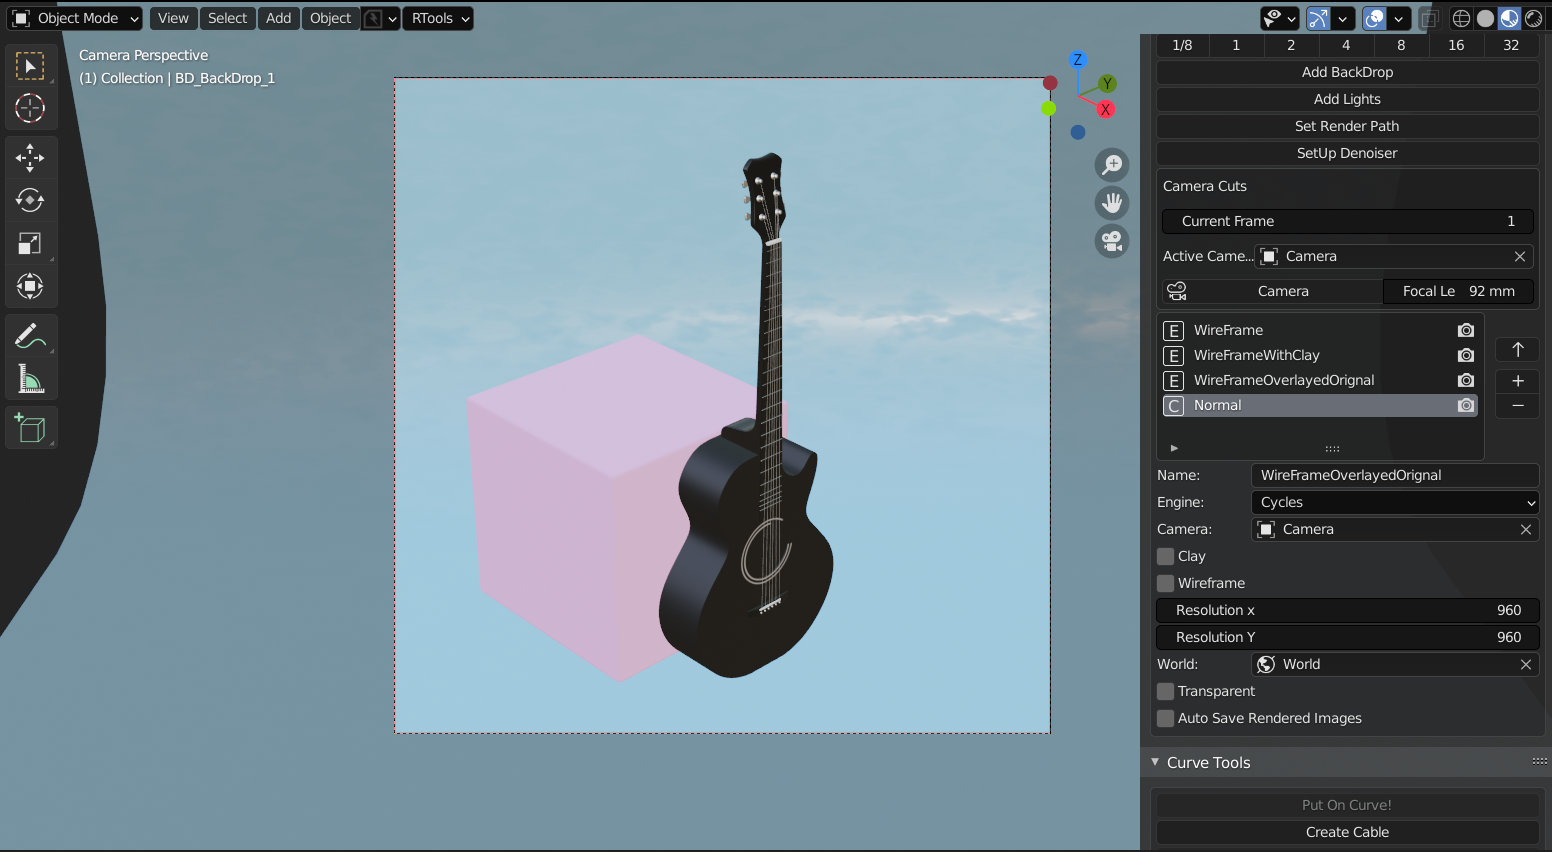 Object Mode View Select Add Object RTools
Camera Perspective
(1) Collection | BD_BackDrop_1
Z
Y
X
1/8 1 2 4 8 16 32
Add BackDrop
Add Lights
Set Render Path
SetUp Denoiser
Camera Cuts
Current Frame 1
Active Came... Camera
Camera Focal Le 92 mm
E WireFrame
E WireFrameWithClay
E WireFrameOverlayedOrignal
C Normal
Name: WireFrameOverlayedOrignal
Engine: Cycles
Camera: Camera
Clay
Wireframe
Resolution x 960
Resolution Y 960
World: World
Transparent
Auto Save Rendered Images
Curve Tools
Put On Curve!
Create Cable